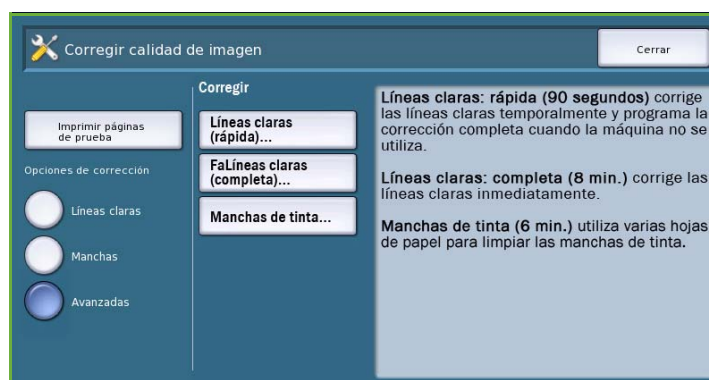 Corregir calidad de imagen
Cerrar
Imprimir páginas
de prueba
Opciones de corrección
Líneas claras
Manchas
Avanzadas
Corregir
Líneas claras
(rápida)...
FaLíneas claras
(completa)...
Manchas de tinta...
Líneas claras: rápida (90 segundos) corrige
las líneas claras temporalmente y programa la
corrección completa cuando la máquina no se
utiliza.
Líneas claras: completa (8 min.) corrige las
líneas claras inmediatamente.
Manchas de tinta (6 min.) utiliza varias hojas
de papel para limpiar las manchas de tinta.